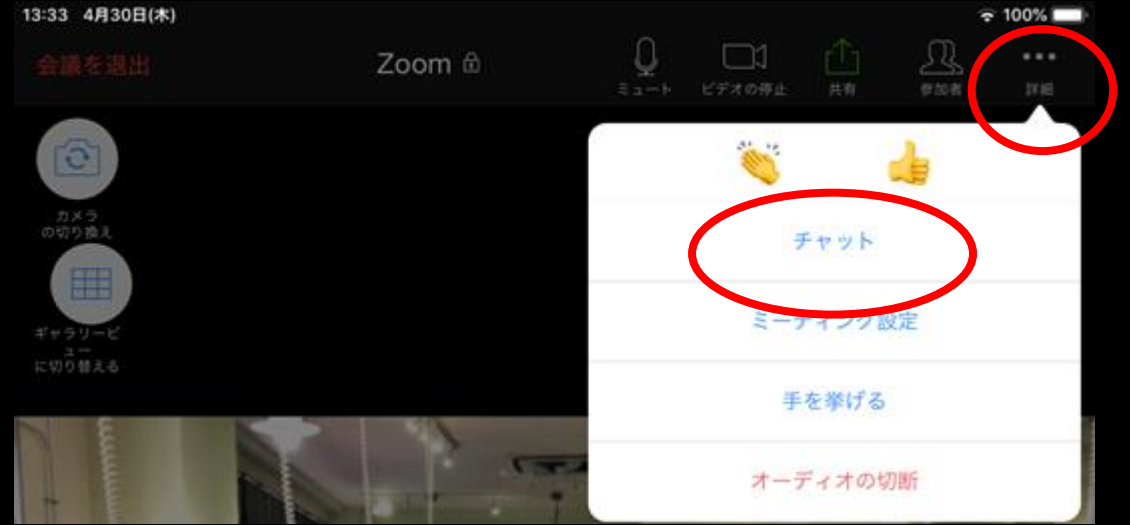 13:33 4月30日(木)
100%
会議を退出
Zoom
ミュート
ビデオの停止
共有
参加者
詳細
カメラ
の切り換え
チャット
ギャラリービ
ュー
に切り替える
ミーティング設定
手を挙げる
オーディオの切断